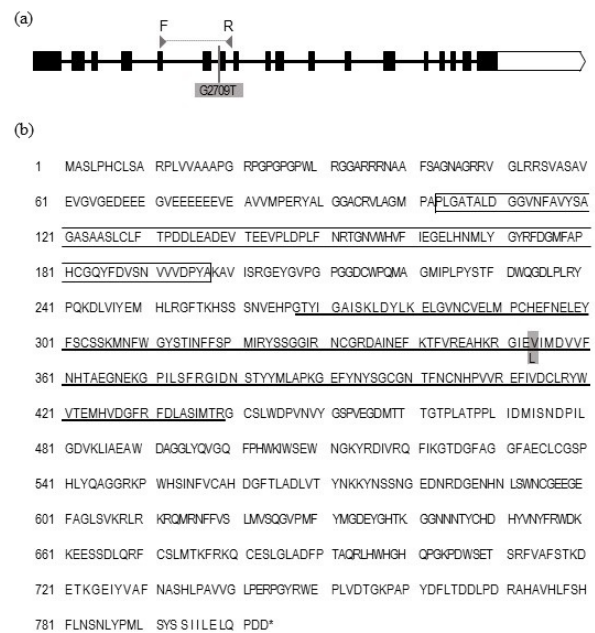 (a)
F R
G2709T
(b)
1 MASLPHCLSA RPLVVAAAPG RPGPGPGPWL RGGARRRNAA FSAGNAGRRV GLRRSVASAV
61 EVGVGEDEEE GVEEEEEEVE AVVMPERYAL GGACRVLAGM PAPLGATALD GGVNFAVYSA
121 GASAASLCLF TPDDLEADEV TEEVPLDPLF NRTGNVWHVF IEGELHNMLY GYRFDGMFAP
181 HCGQYFDVSN VVVDPYAKAV ISRGEYGVPG PGGDCWPQMA GMIPLPYSTF DWQGDLPLRY
241 PQKDLVIYEM HLRGFTKHSS SNVEHPGTYI GAISKLDYLK ELGVNCVELM PCHEFNELEY
301 FSCSSKMNFW GYSTINFFSP MIRYSSGGIR NCGRDAINEF KTFVREAHKR GIEVIMDVVF
L
361 NHTAEGNEKG PILSFRGIDN STYYMLAPKG EFYNYSGCGN TFNCNHPVVR EFIVDCLRYW
421 VTEMHVDGFR FDLASIMTRG CSLWDPVNVY GSPVEGDMTT TGTPLATPPL IDMISNDPIL
481 GDVKLIAEAW DAGGLYQVGQ FPHWKIWSEW NGKYRDIVRQ FIKGTDGFAG GFAECLCGSP
541 HLYQAGGRKP WHSINFVCAH DGFTLADLVT YNKKYNSSNG EDNRDGENHN LSWNCGEEGE
601 FAGLSVKRLR KRQMRNFFVS LMVSQGVPMF YMGDEYGHTK GGNNNTYCHD HYVNYFRWDK
661 KEESSDLQRF CSLMTKFRKQ CESLGLADFP TAQRLHWHGH QPGKPDWSET SRFVAFSTKD
721 ETKGEIYVAF NASHLPAVVG LPERPGYRWE PLVDTGKPAP YDFLTDDLPD RAHAVHLFSH
781 FLNSNLYPML SYSSIILELQ PDD*